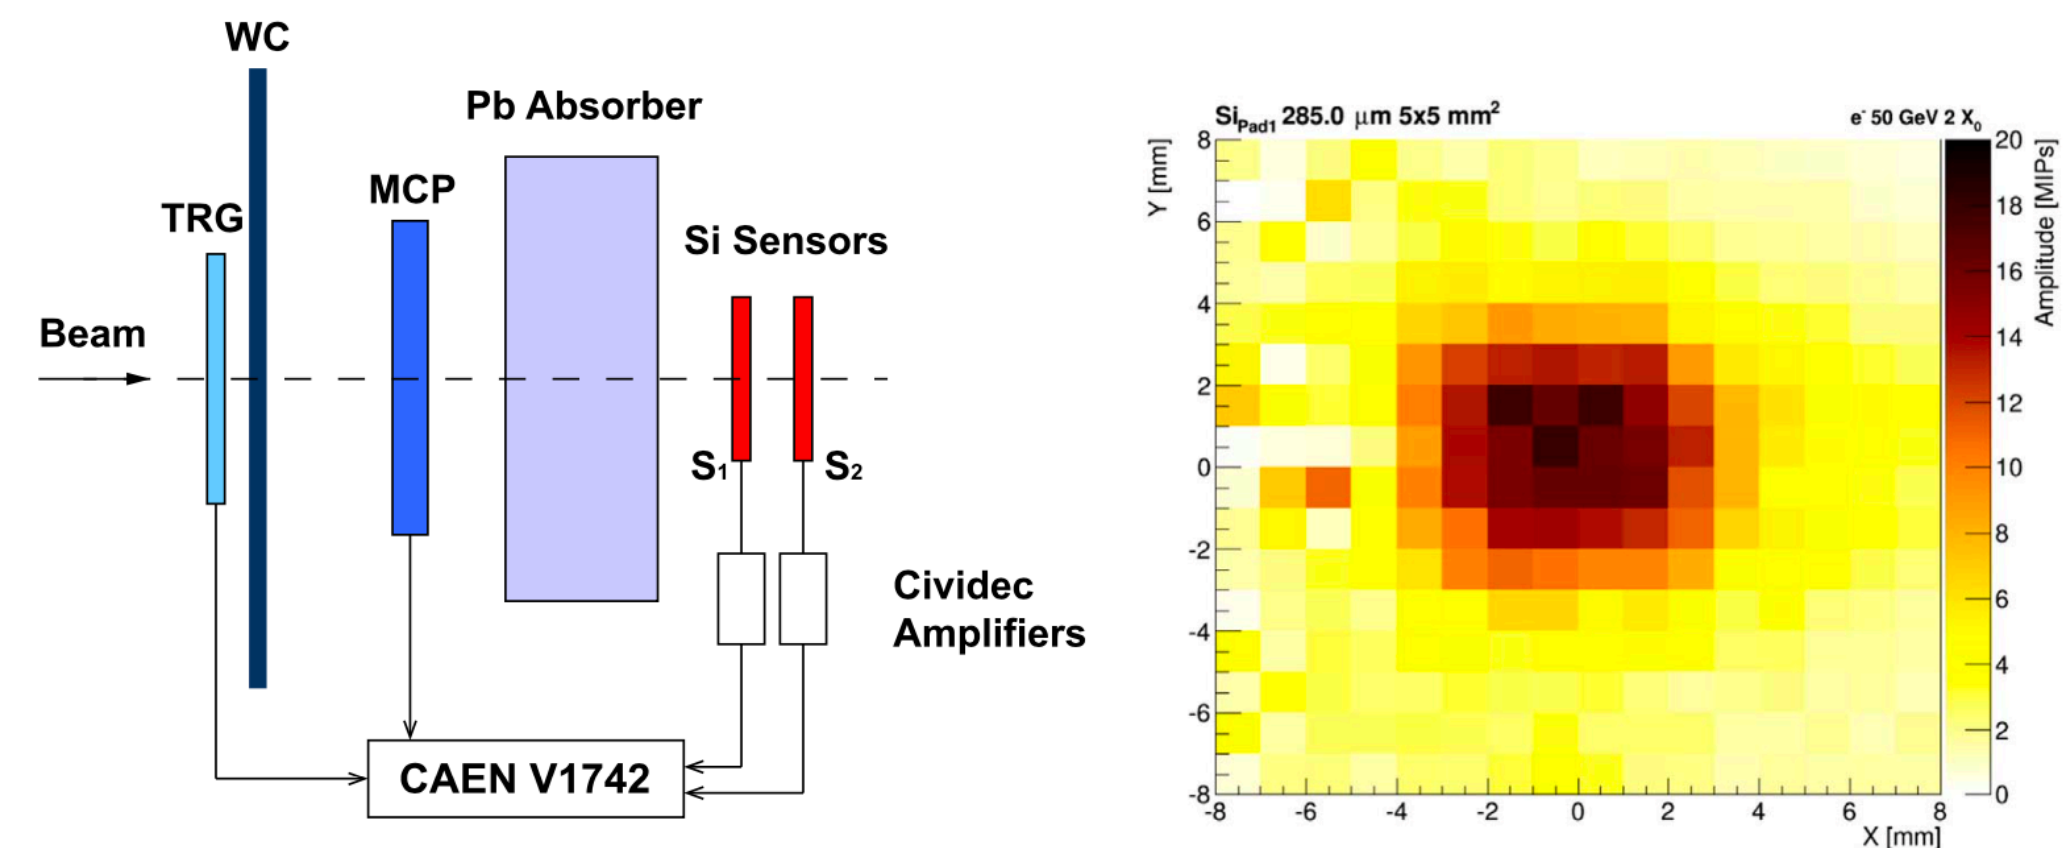 WC
Pb Absorber
MCP
TRG
Si Sensors
Beam
S1
S2
Cividec
Amplifiers
CAEN V1742
SiPad1 285.0 μm 5x5 mm2
e- 50 GeV 2 X0
Y [mm]
8
6
4
2
0
-2
-4
-6
-8
-8 -6 -4 -2 0 2 4 6 8
X [mm]
20
18
16
14
12
10
8
6
4
2
0
Amplitude [MIPs]